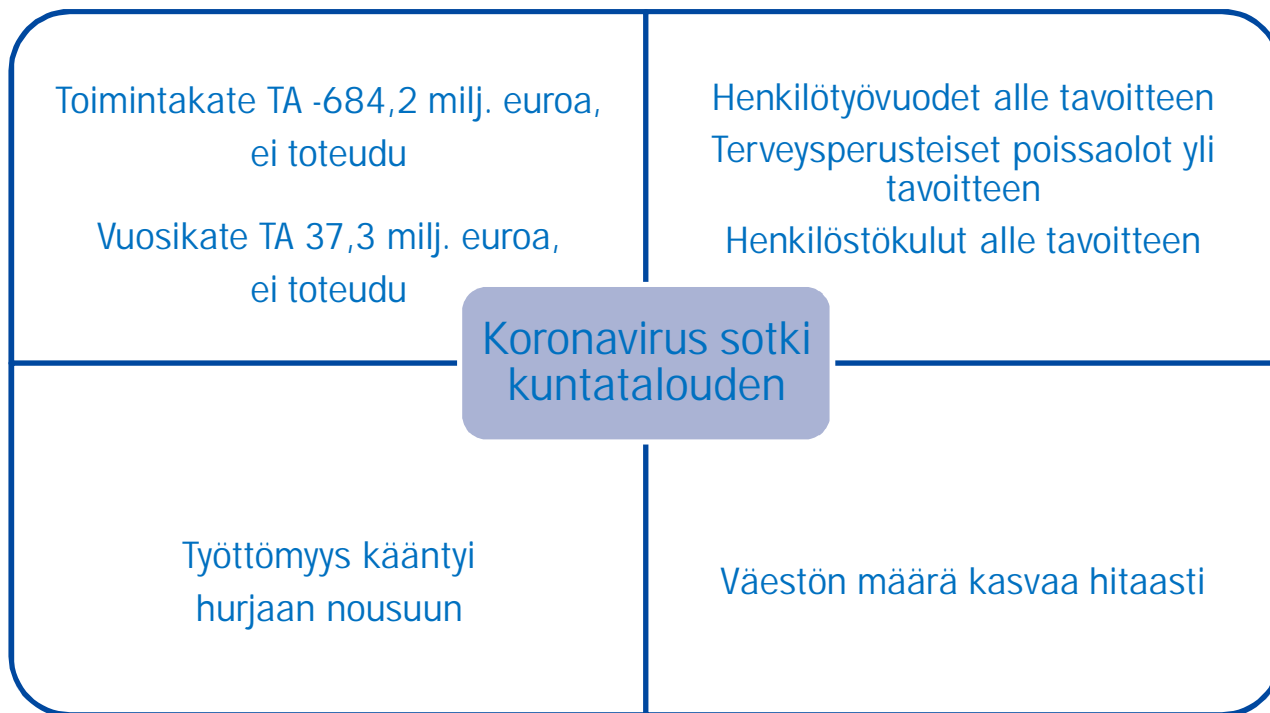 Toimintakate TA -684,2 milj. euroa,
ei toteudu
Vuosikate TA 37,3 milj. euroa,
ei toteudu
Henkilötyövuodet alle tavoitteen
Terveysperusteiset poissaolot yli
tavoitteen
Henkilöstökulut alle tavoitteen
Koronavirus sotki
kuntatalouden
Työttömyys kääntyi
hurjaan nousuun
Väestön määrä kasvaa hitaasti